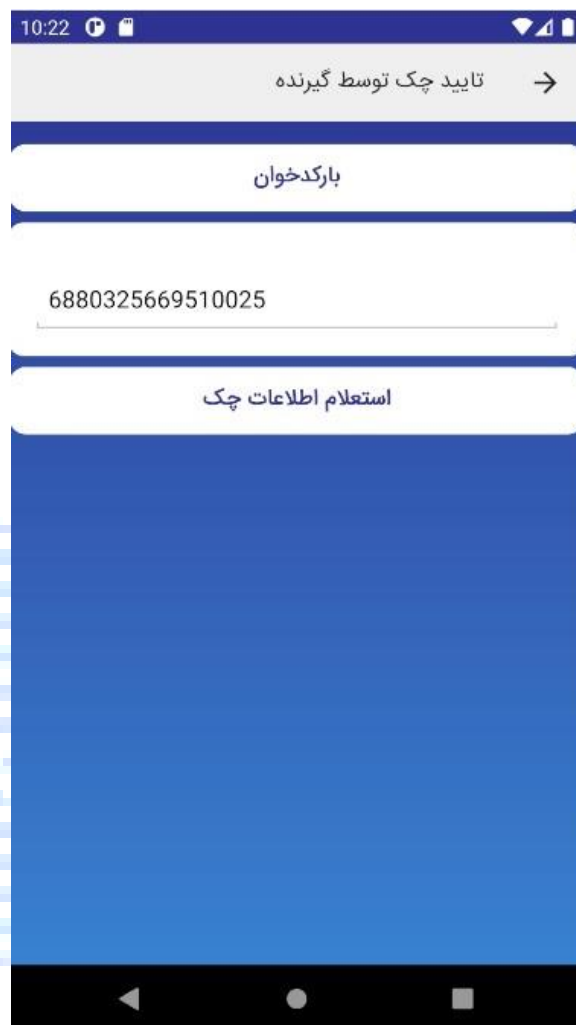 10:22
تایید چک توسط گیرنده
بارکدخوان
6880325669510025
استعلام اطلاعات چک